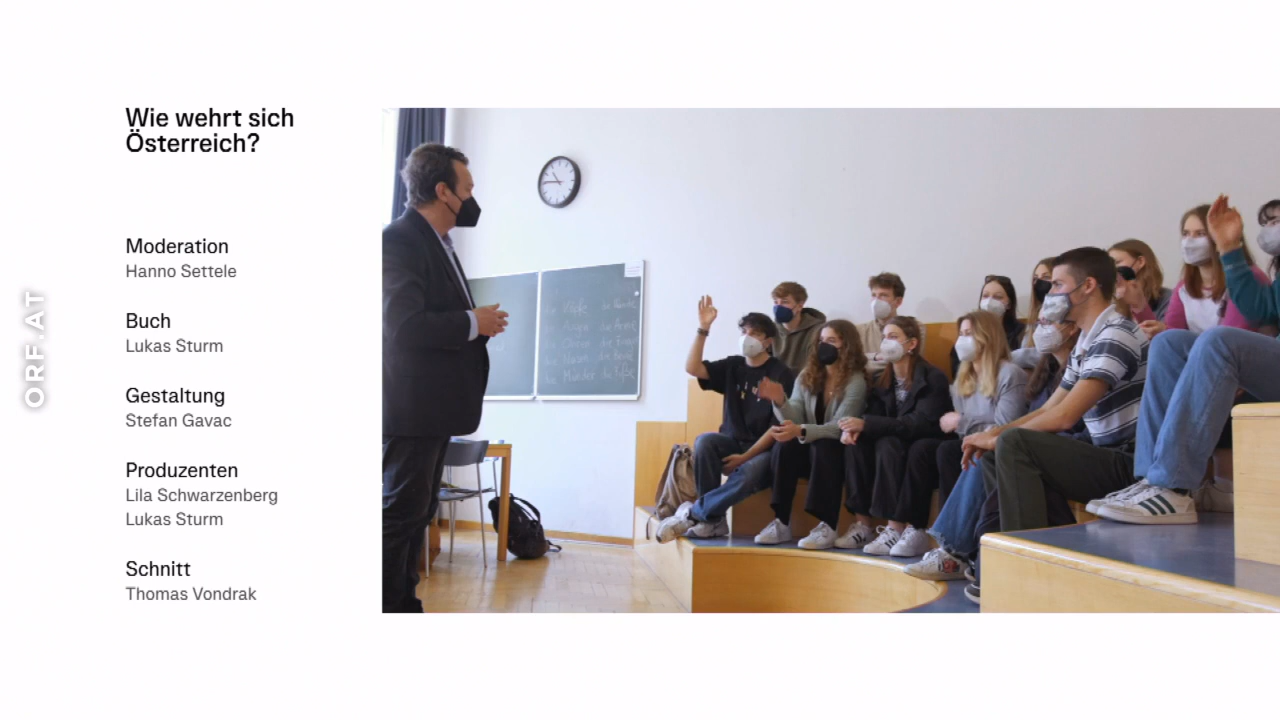 Wie wehrt sich
Österreich?
Moderation
Hanno Settele
Buch
Lukas Sturm
Gestaltung
Stefan Gavac
Produzenten
Lila Schwarzenberg
Lukas Sturm
Schnitt
Thomas Vondrak
ORF.AT